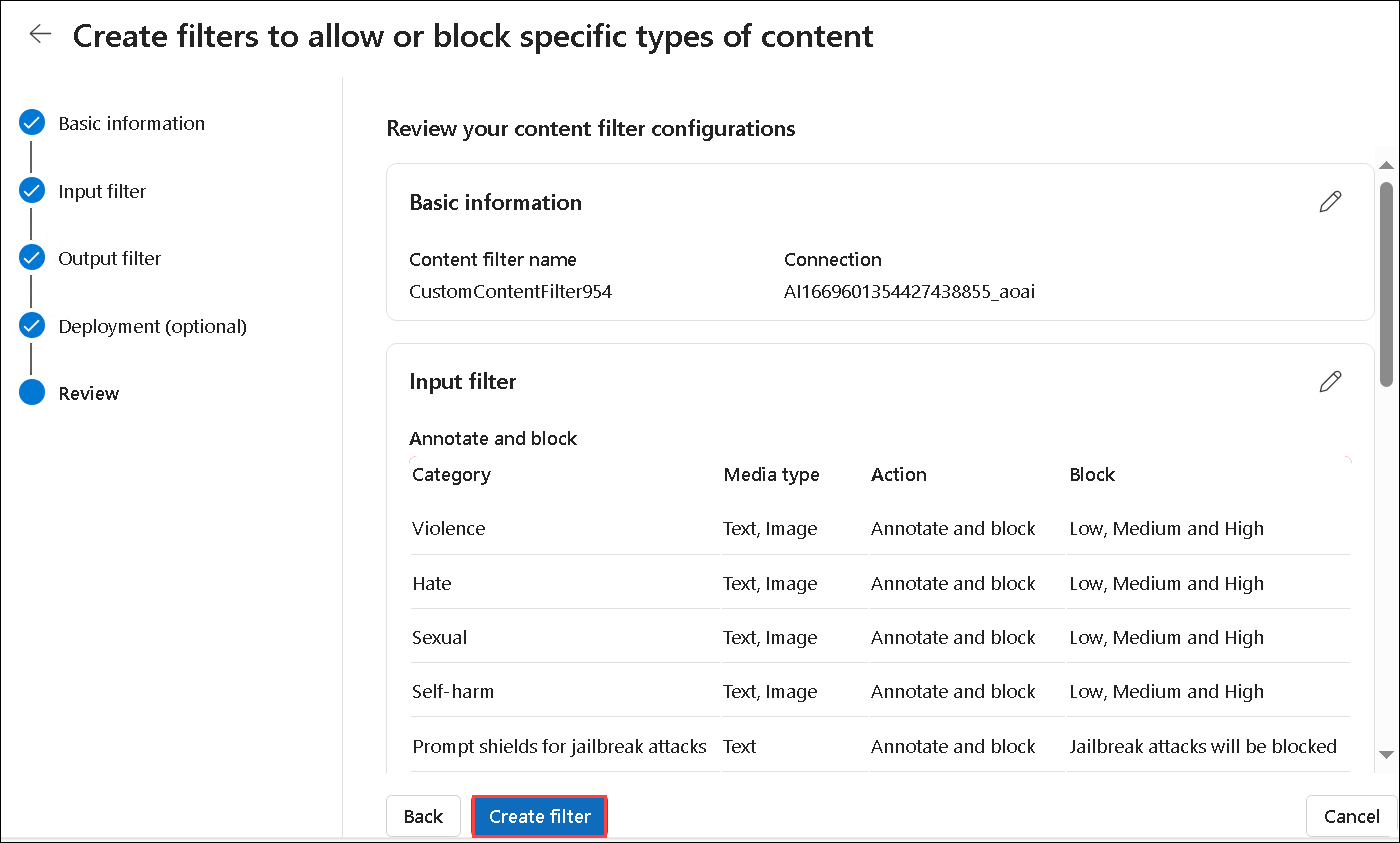 Create filters to allow or block specific types of content
Basic information
Input filter
Output filter
Deployment (optional)
Review
Review your content filter configurations
Basic information
Content filter name Connection
CustomContentFilter954 AI1669601354427438855_aoai
Input filter
Annotate and block
Category Media type Action Block
Violence Text, Image Annotate and block Low, Medium and High
Hate Text, Image Annotate and block Low, Medium and High
Sexual Text, Image Annotate and block Low, Medium and High
Self-harm Text, Image Annotate and block Low, Medium and High
Prompt shields for jailbreak attacks Text Annotate and block Jailbreak attacks will be blocked
Back Create filter Cancel